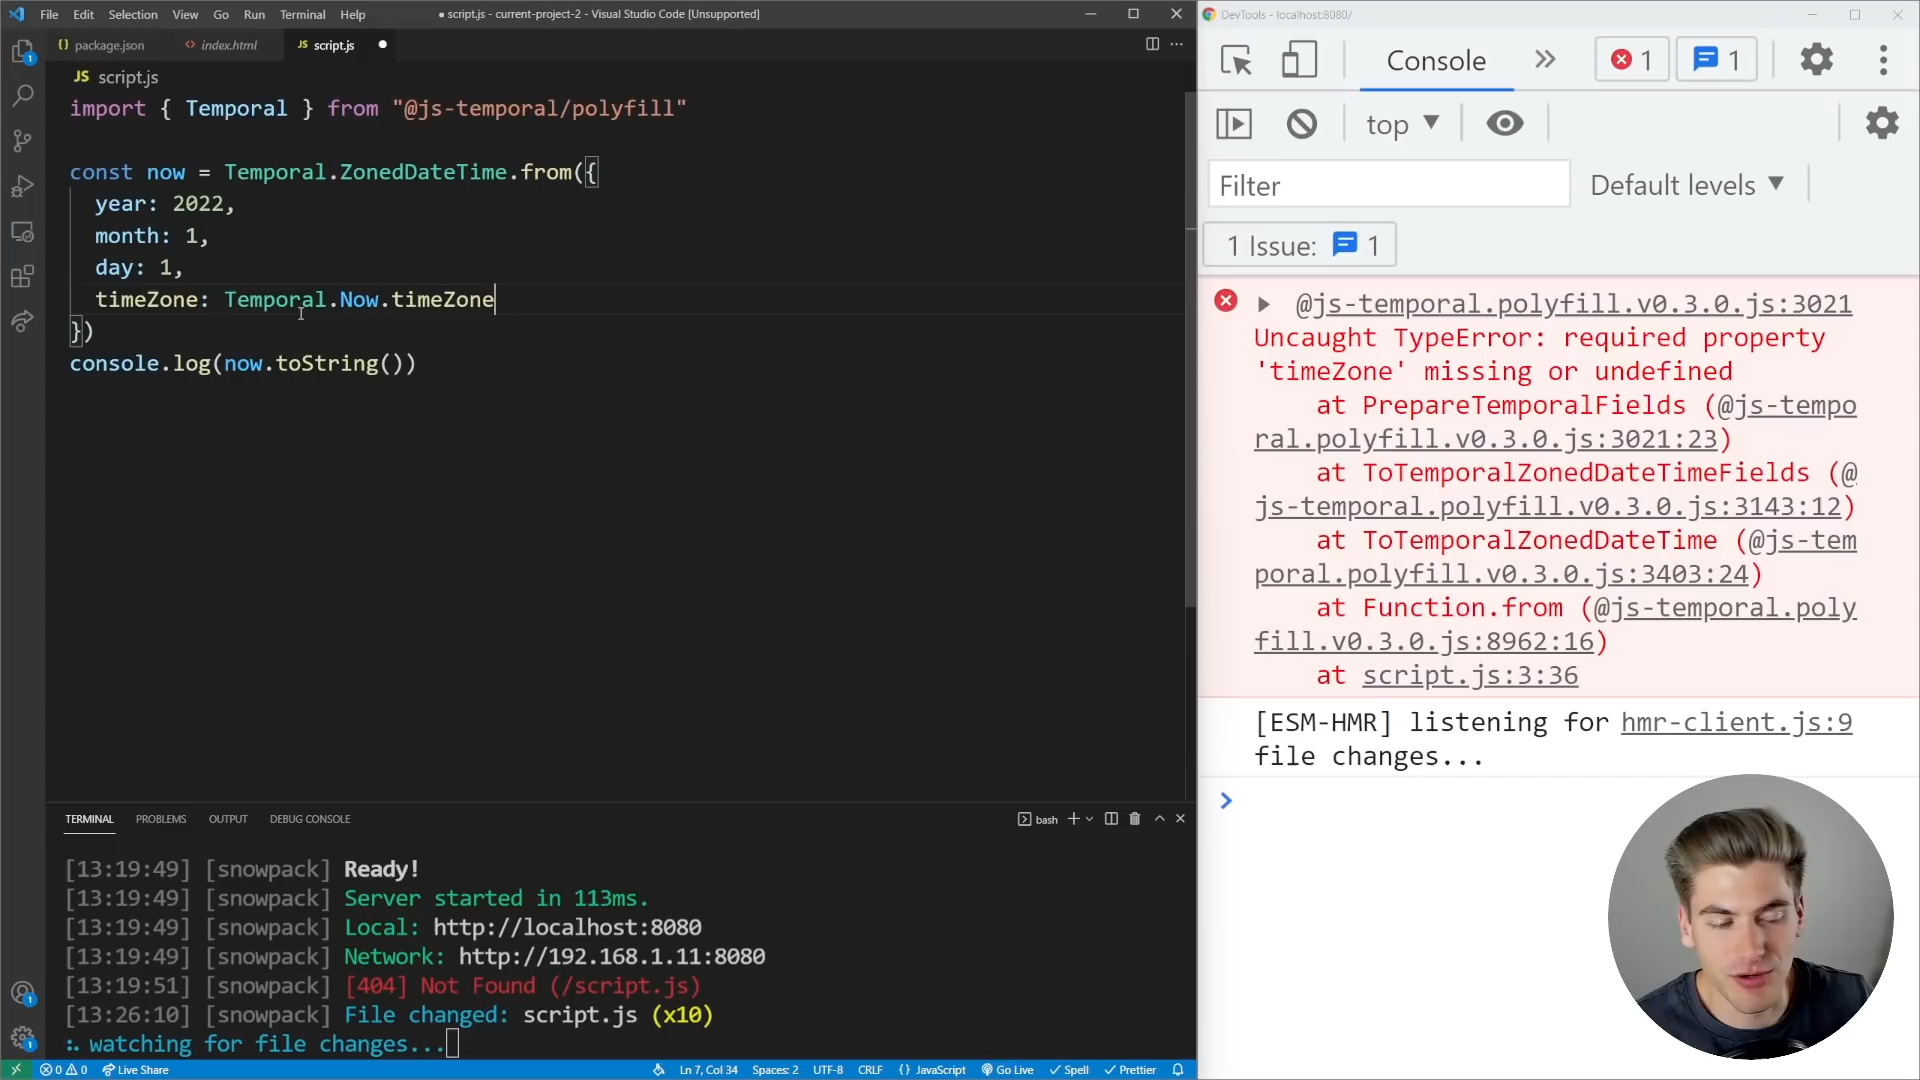 File Edit Selection View Go Run Terminal Help
● script.js - current-project-2 - Visual Studio Code [Unsupported]
{} package.json
<> index.html
JS script.js ●
JS script.js
import { Temporal } from "@js-temporal/polyfill"
const now = Temporal.ZonedDateTime.from({
year: 2022,
month: 1,
day: 1,
timeZone: Temporal.Now.timeZone
})
console.log(now.toString())
TERMINAL PROBLEMS OUTPUT DEBUG CONSOLE
bash
[13:19:49] [snowpack] Ready!
[13:19:49] [snowpack] Server started in 113ms.
[13:19:49] [snowpack] Local: http://localhost:8080
[13:19:49] [snowpack] Network: http://192.168.1.11:8080
[13:19:51] [snowpack] [404] Not Found (/script.js)
[13:26:10] [snowpack] File changed: script.js (x10)
⠦ watching for file changes...
0 0 Live Share
Ln 7, Col 34 Spaces: 2 UTF-8 CRLF {} JavaScript Go Live Spell Prettier
DevTools - localhost:8080/
Console » 1 1
top ▼
Filter
Default levels ▼
1 Issue: 1
@js-temporal.polyfill.v0.3.0.js:3021
Uncaught TypeError: required property
'timeZone' missing or undefined
at PrepareTemporalFields (@js-tempo
ral.polyfill.v0.3.0.js:3021:23)
at ToTemporalZonedDateTimeFields (@
js-temporal.polyfill.v0.3.0.js:3143:12)
at ToTemporalZonedDateTime (@js-tem
poral.polyfill.v0.3.0.js:3403:24)
at Function.from (@js-temporal.poly
fill.v0.3.0.js:8962:16)
at script.js:3:36
[ESM-HMR] listening for hmr-client.js:9
file changes...